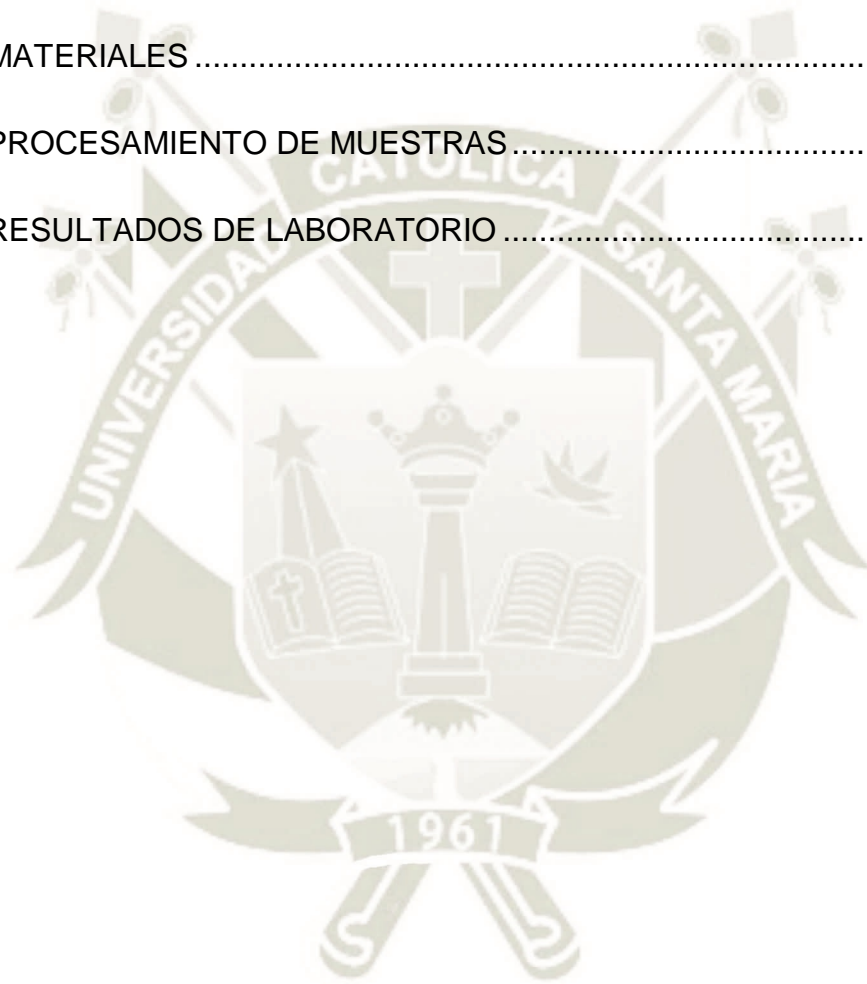 MATERIALES ......................................................................
PROCESAMIENTO DE MUESTRAS ....................................
RESULTADOS DE LABORATORIO .....................................
UNIVERSIDAD CATOLICA SANTA MARIA
1961